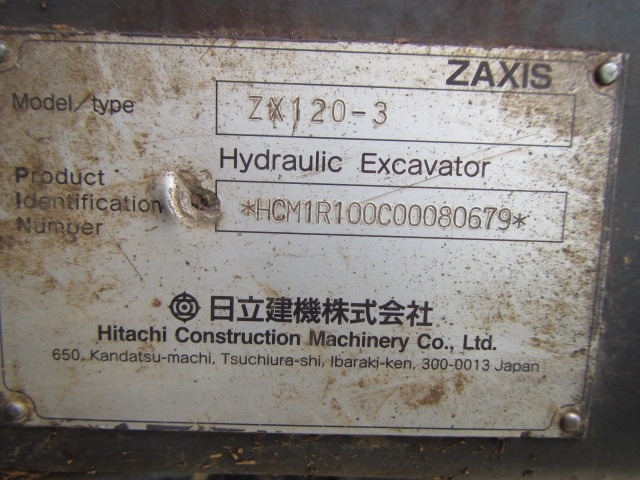 ZAXIS
Model/type ZX120-3
Hydraulic Excavator
Product
Identification *HCM1R100C00080679*
Number
日立建機株式会社
Hitachi Construction Machinery Co., Ltd.
650, Kandatsu-machi, Tsuchiura-shi, Ibaraki-ken, 300-0013 Japan